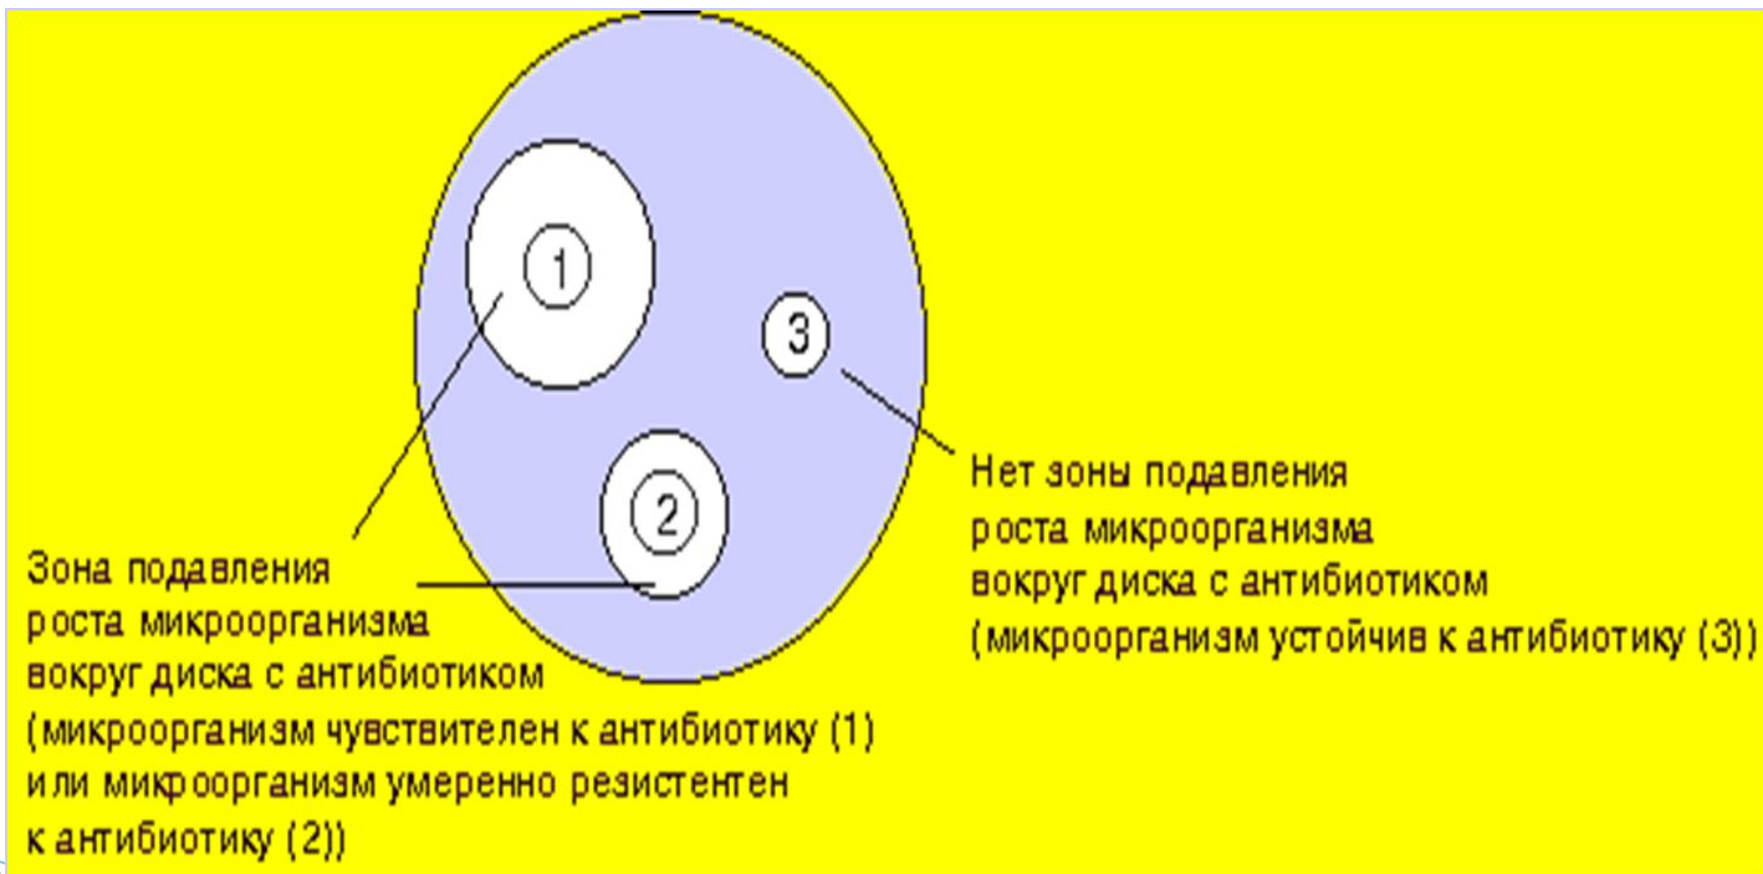 1
3
2
Нет зоны подавления
роста микроорганизма
вокруг диска с антибиотиком
(микроорганизм устойчив к антибиотику (3))
Зона подавления
роста микроорганизма
вокруг диска с антибиотиком
(микроорганизм чувствителен к антибиотику (1)
или микроорганизм умеренно резистентен
к антибиотику (2))